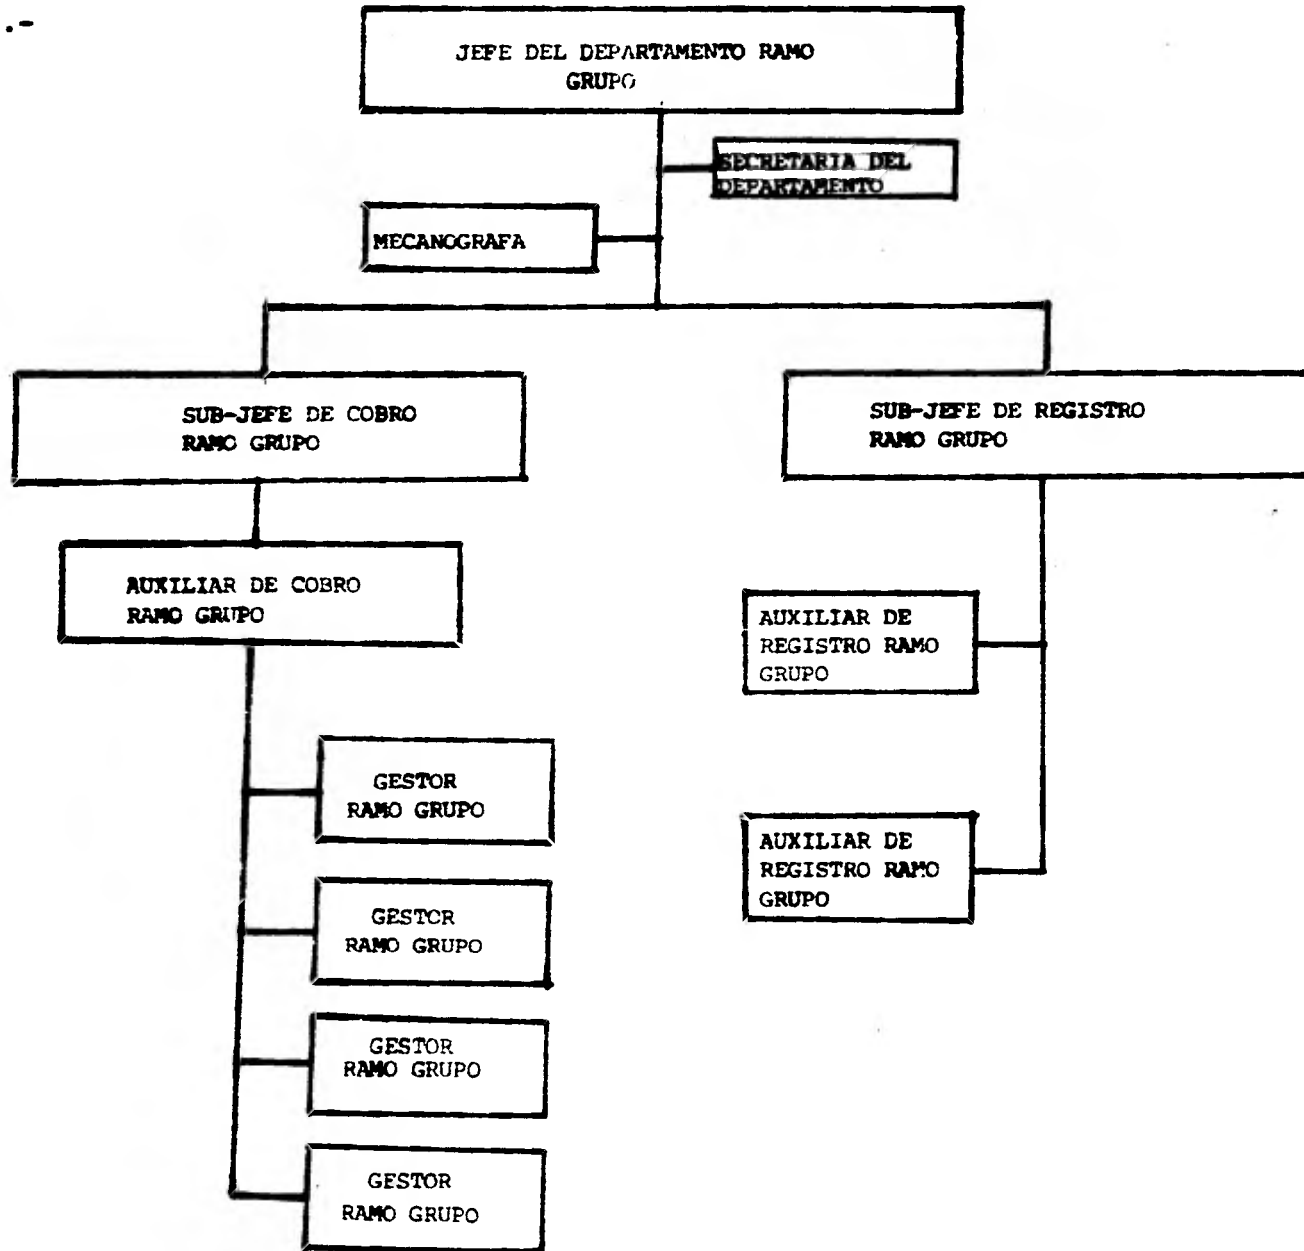 JEFE DEL DEPARTAMENTO RAMO
GRUPO
SECRETARIA DEL
DEPARTAMENTO
MECANOGRAFA
SUB-JEFE DE COBRO
RAMO GRUPO
SUB-JEFE DE REGISTRO
RAMO GRUPO
AUXILIAR DE COBRO
RAMO GRUPO
AUXILIAR DE
REGISTRO RAMO
GRUPO
GESTOR
RAMO GRUPO
AUXILIAR DE
REGISTRO RAMO
GRUPO
GESTOR
RAMO GRUPO
GESTOR
RAMO GRUPO
GESTOR
RAMO GRUPO